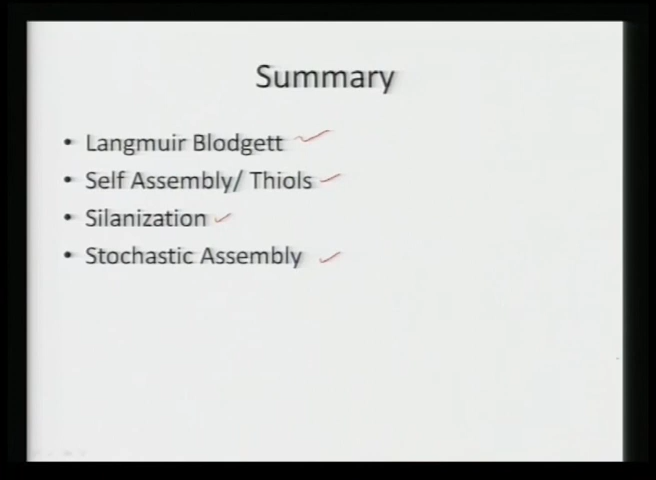 Summary
• Langmuir Blodgett
• Self Assembly/ Thiols
• Silanization
• Stochastic Assembly